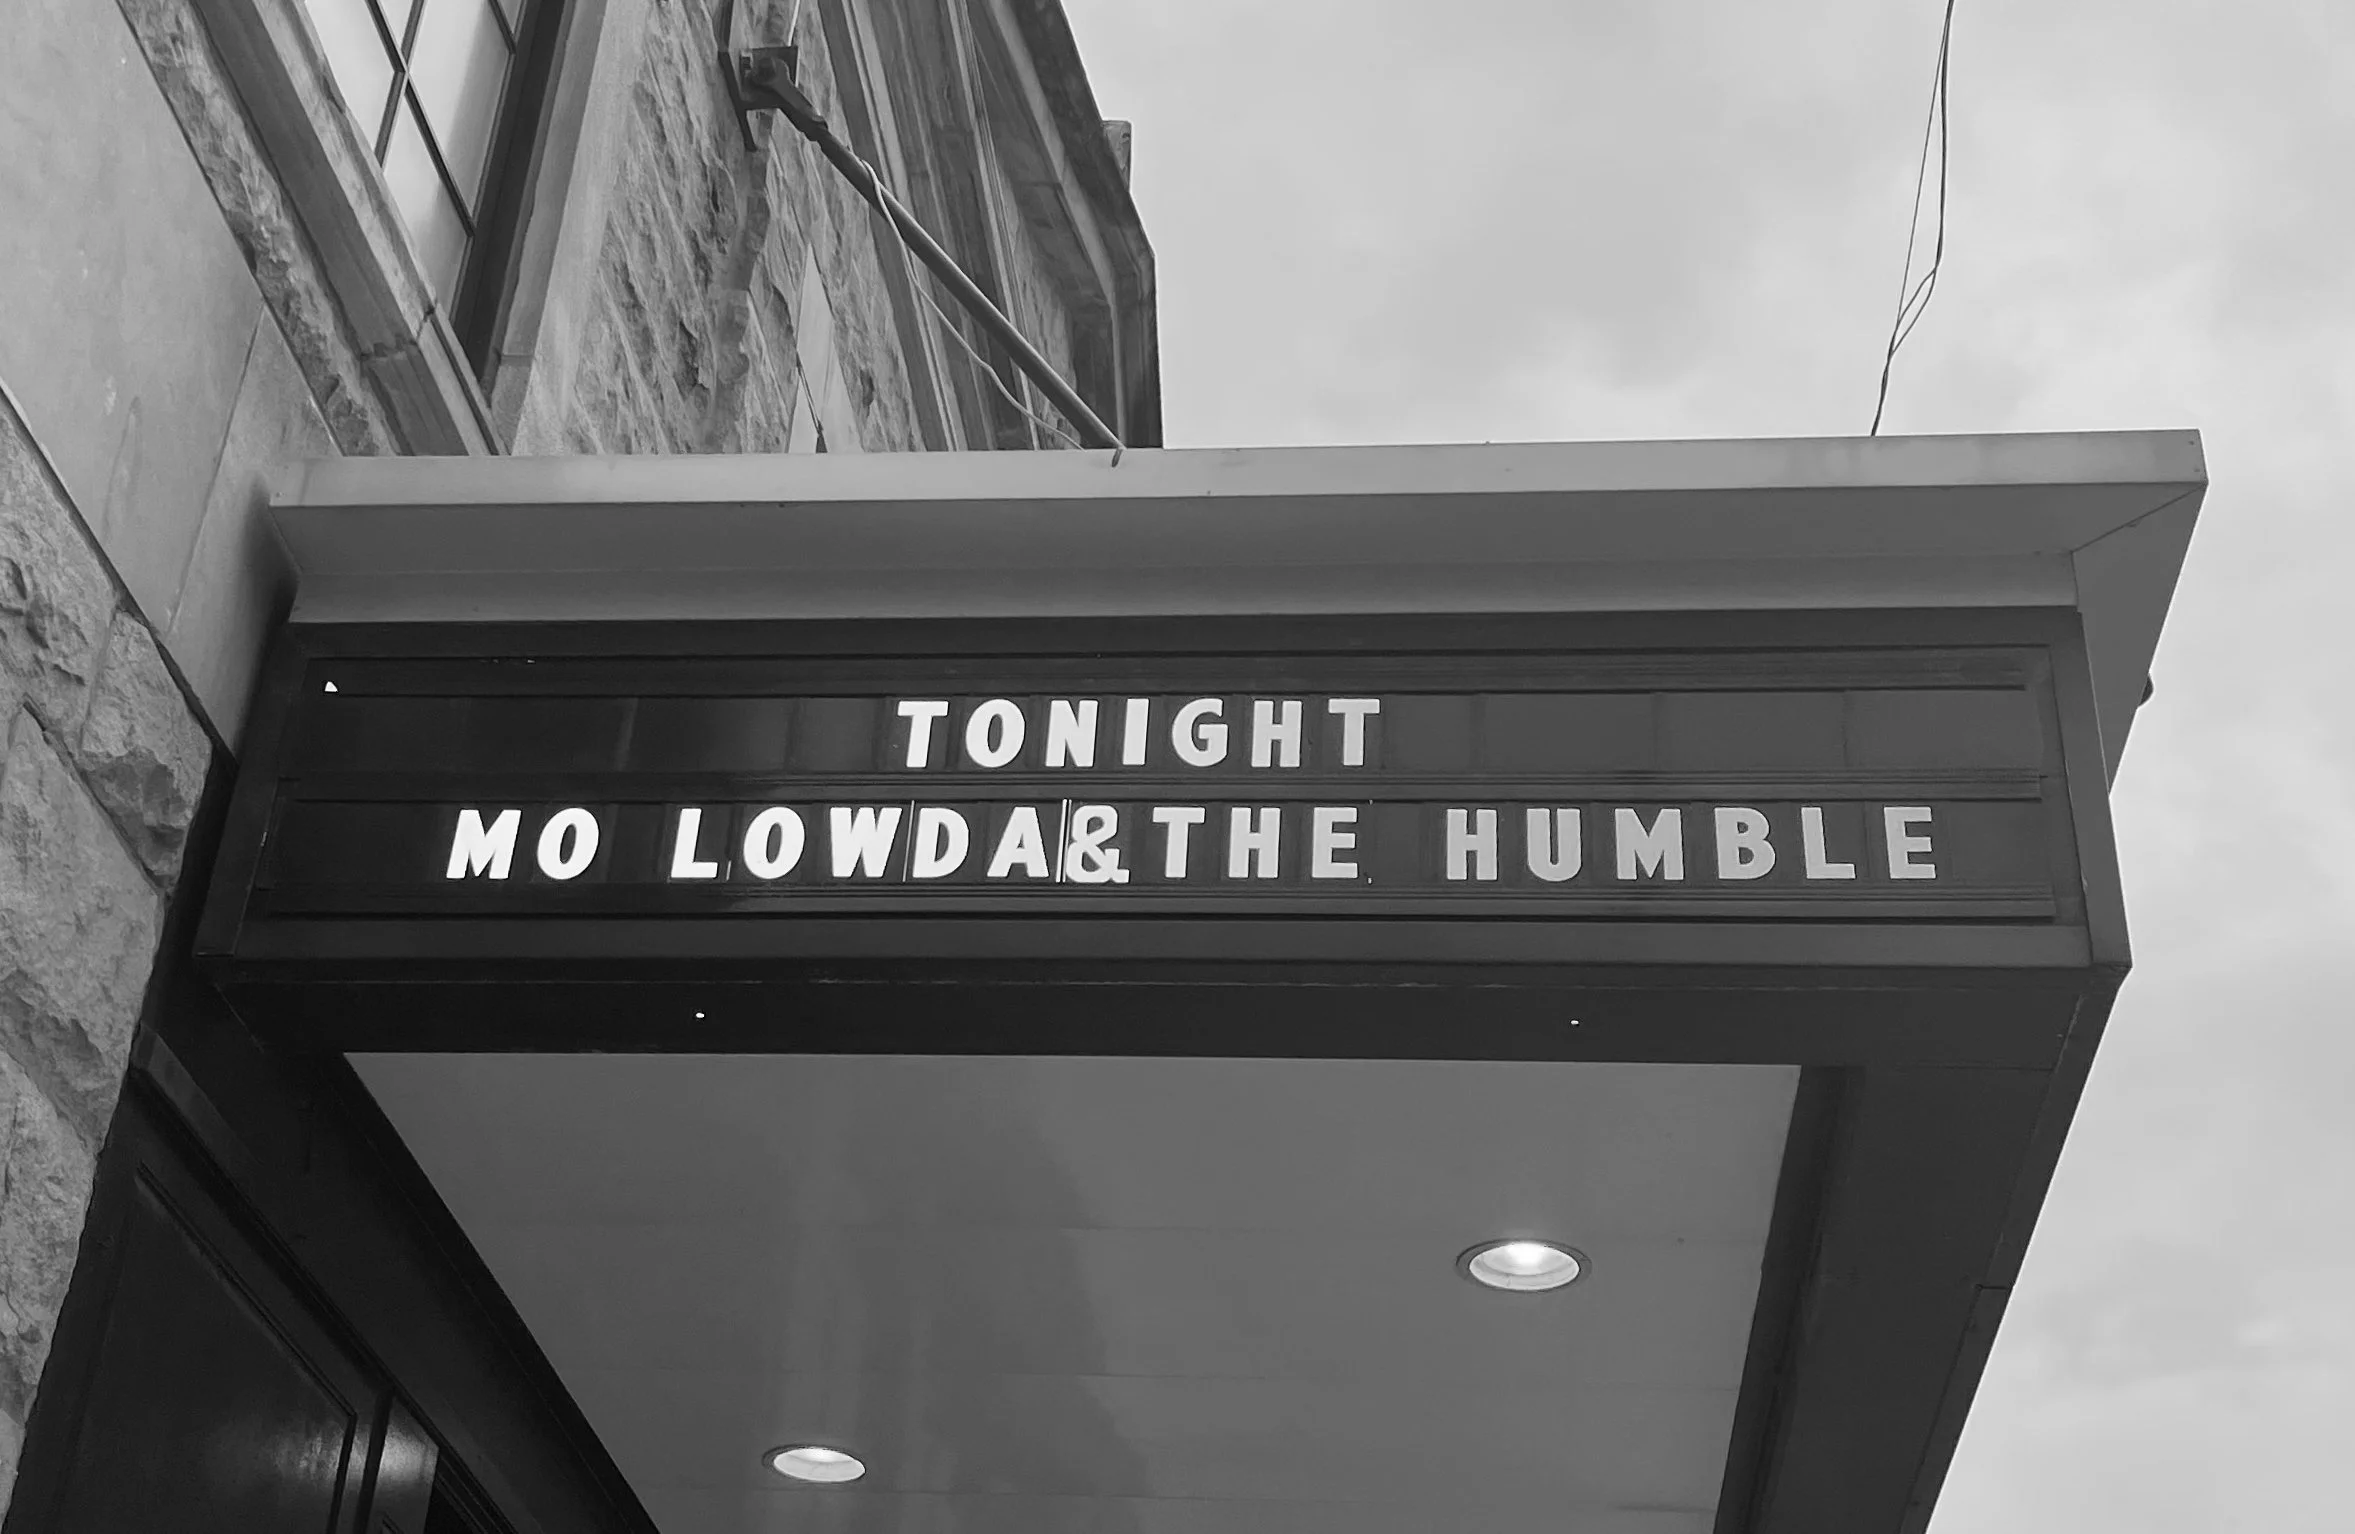 TONIGHT
MO LOWDA & THE HUMBLE